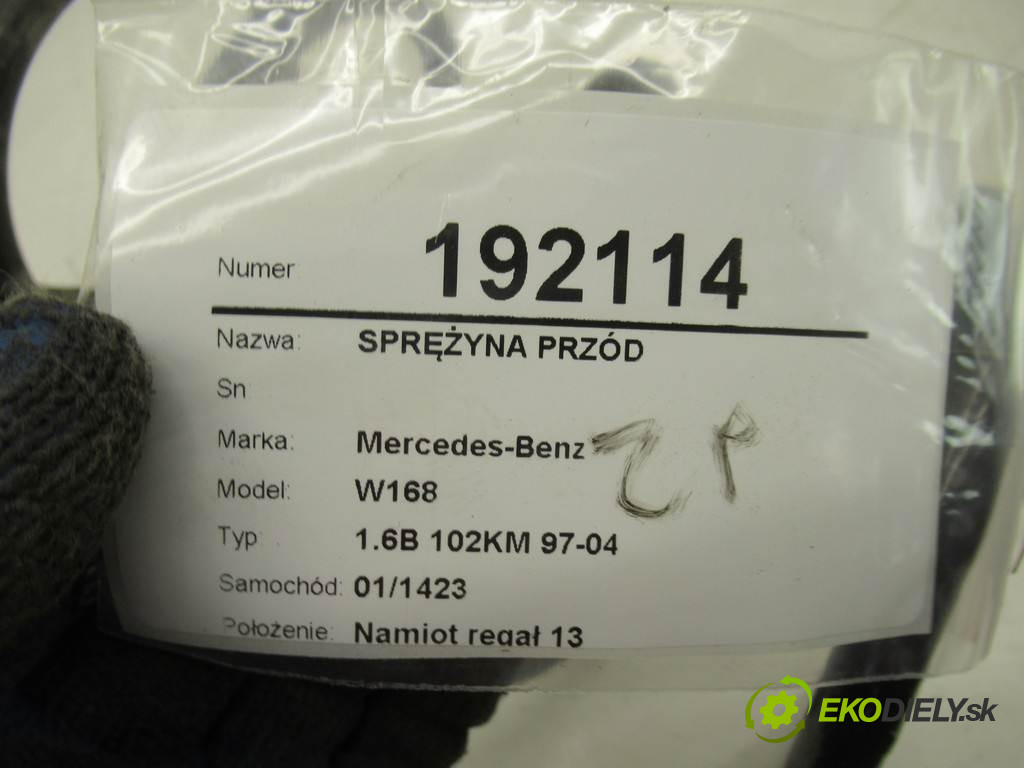 Numer 192114
Nazwa: SPRĘŻYNA PRZÓD
Sn
Marka: Mercedes-Benz
Model: W168
Typ 1.6B 102KM 97-04
Samochód: 01/1423
Położenie: Namiot regał 13
EKODIELY.sk